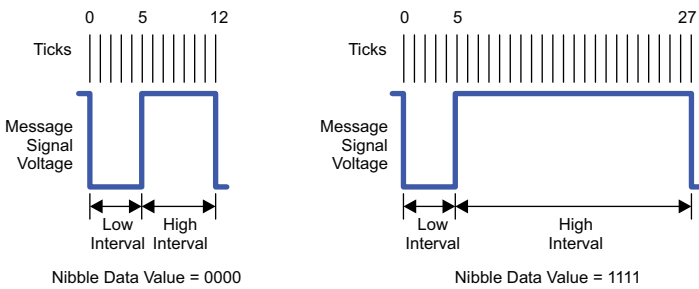 0 5 12
Ticks
Message
Signal
Voltage
Low
Interval
High
Interval
Nibble Data Value = 0000
0 5 27
Ticks
Message
Signal
Voltage
Low
Interval
High
Interval
Nibble Data Value = 1111